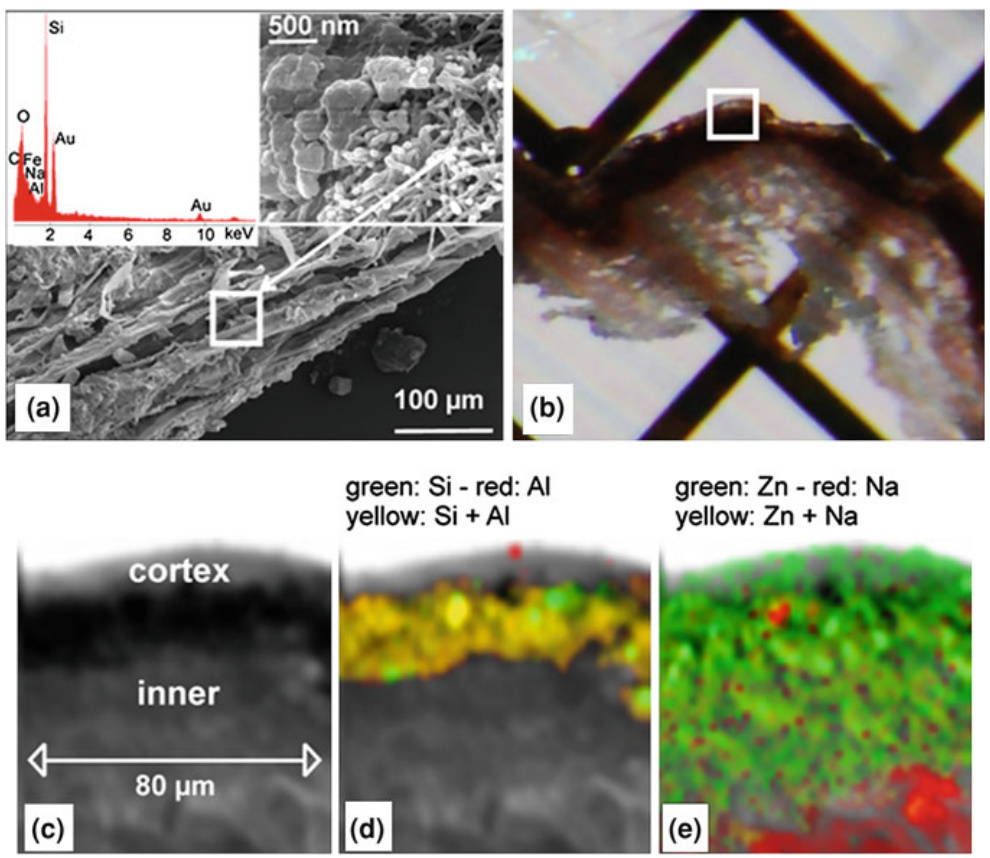 Si
O
Au
C Fe
Na
Al
Au
2 4 6 8 10 keV
500 nm
100 µm
(a)
(b)
green: Si - red: Al
yellow: Si + Al
green: Zn - red: Na
yellow: Zn + Na
cortex
inner
80 µm
(c)
(d)
(e)